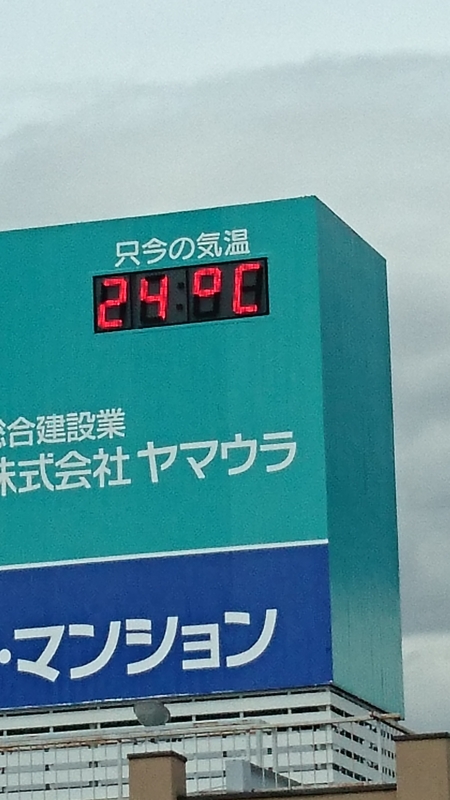 只今の気温
24°C
総合建設業
株式会社 ヤマウラ
・マンション